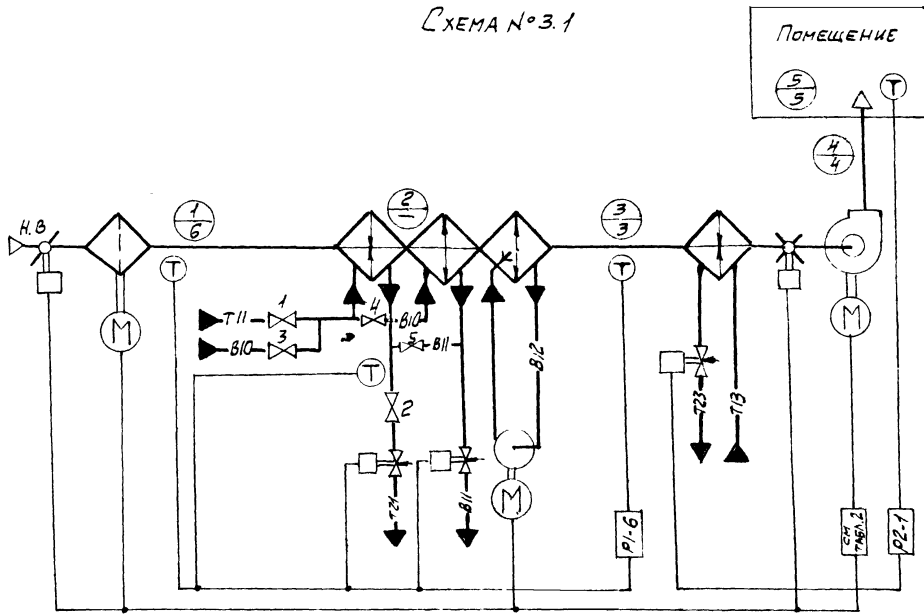 СХЕМА №3.1
ПОМЕЩЕНИЕ
5
5
Т
4
4
Н.В
1
6
2
—
3
3
Т
Т
Т11
1
4
В10
В10
3
5
В11
Т
2
В12
М
М
Т23
Т13
Т21
В11
М
Р1-6
СМ
ТАБЛ.2
Р2-1